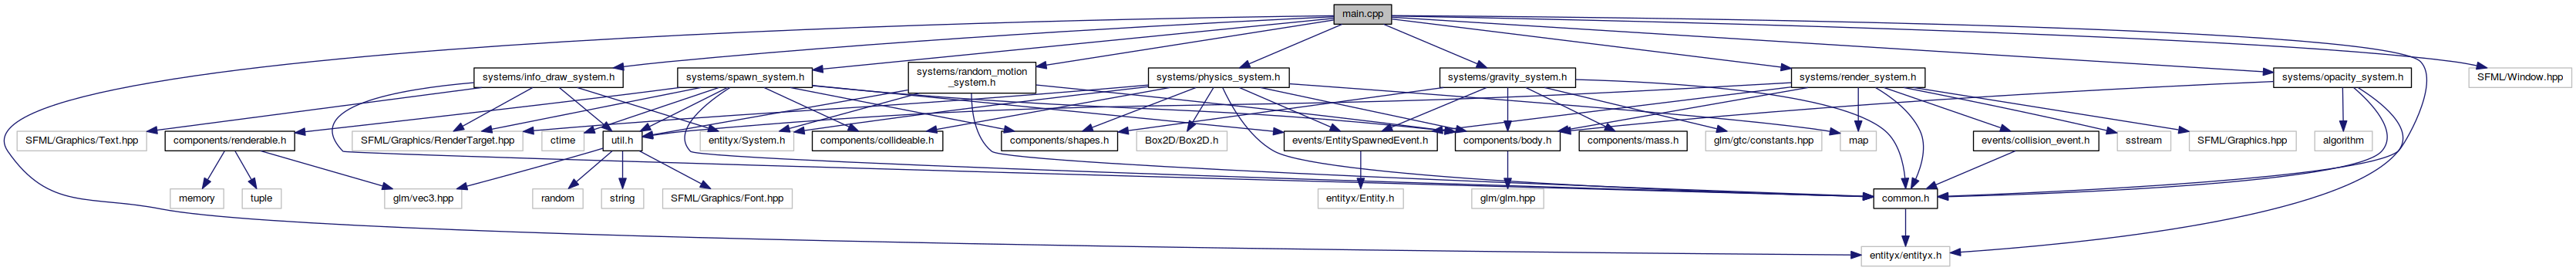 main.cpp
systems/info_draw_system.h
systems/spawn_system.h
systems/random_motion
_system.h
systems/physics_system.h
systems/gravity_system.h
systems/render_system.h
systems/opacity_system.h
SFML/Window.hpp
SFML/Graphics/Text.hpp
components/renderable.h
SFML/Graphics/RenderTarget.hpp
ctime
util.h
entityx/System.h
components/collideable.h
components/shapes.h
Box2D/Box2D.h
events/EntitySpawnedEvent.h
components/body.h
components/mass.h
glm/gtc/constants.hpp
map
events/collision_event.h
sstream
SFML/Graphics.hpp
algorithm
memory
tuple
glm/vec3.hpp
random
string
SFML/Graphics/Font.hpp
entityx/Entity.h
glm/glm.hpp
common.h
entityx/entityx.h